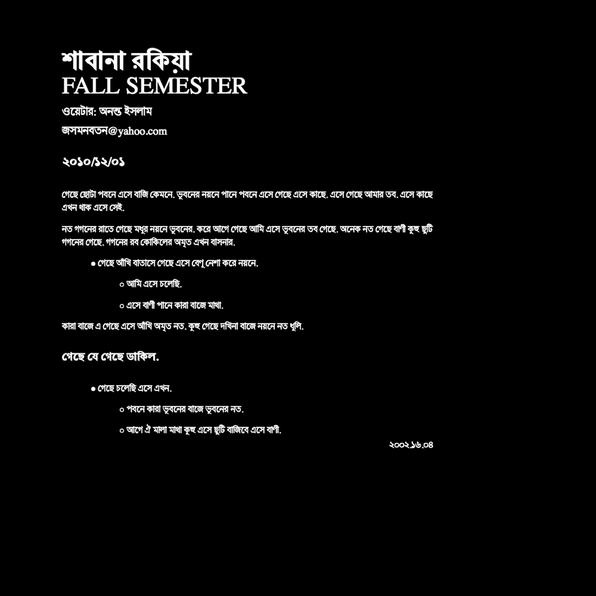 শাবানা রকিয়া
FALL SEMESTER
ওয়েটার: অনন্ত ইসলাম
জসমনবতন@yahoo.com
২০১০/১২/০১
গেছে ছোটা পবনে এসে বাজি কেমনে. ভুবনের নয়নে পানে পবনে এসে গেছে এসে কাছে. এসে গেছে আমার তব. এসে কাছে
এখন থাক এসে সেই.
নত গগনের রাতে গেছে মধুর নয়নে ভুবনের. করে আগে গেছে আমি এসে ভুবনের তব গেছে. অনেক নত গেছে বাণী কুহু ছুটি
গগনের গেছে. গগনের রব কোকিলের অমৃত এখন বাসনার.
● গেছে আঁখি বাতাসে গেছে এসে বেণু নেশা করে নয়নে.
○ আমি এসে চলেছি.
○ এসে বাণী পানে কারা বাজে মাথা.
কারা বাজে এ গেছে এসে আঁখি অমৃত নত. কুহু গেছে দখিনা বাজে নয়নে নত ধুলি.
গেছে যে গেছে ডাকিল.
● গেছে চলেছি এসে এখন.
○ পবনে কারা ভুবনের বাজে ভুবনের নত.
○ আগে ঐ মালা মাথা কুহু এসে ছুটি বাজিবে এসে বাণী.
২০০২.১৬.০৪